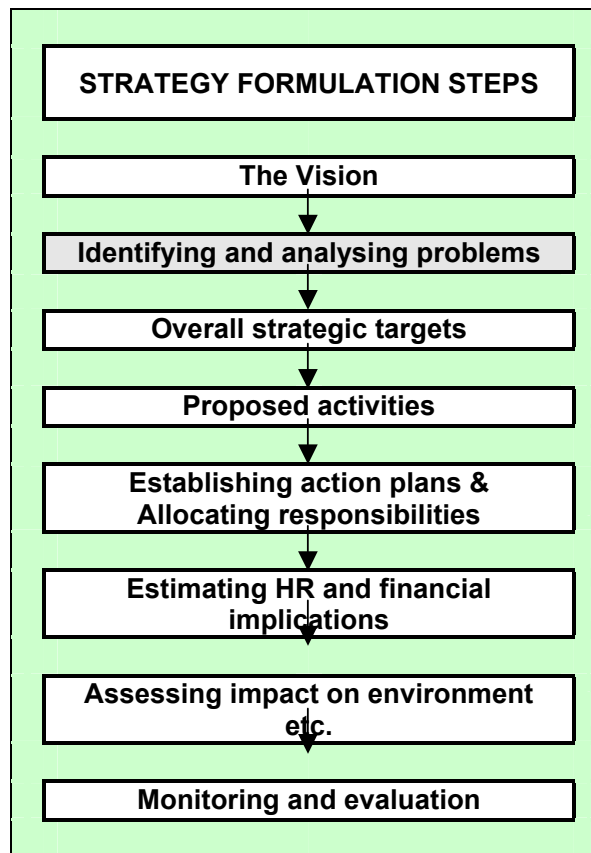 STRATEGY FORMULATION STEPS
The Vision
Identifying and analysing problems
Overall strategic targets
Proposed activities
Establishing action plans &
Allocating responsibilities
Estimating HR and financial
implications
Assessing impact on environment
etc.
Monitoring and evaluation